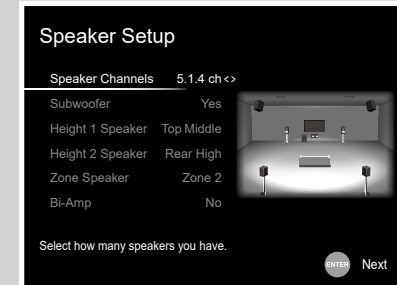 Speaker Setup
Speaker Channels 5.1.4 ch <>
Subwoofer Yes
Height 1 Speaker Top Middle
Height 2 Speaker Rear High
Zone Speaker Zone 2
Bi-Amp No
Select how many speakers you have.
ENTER Next